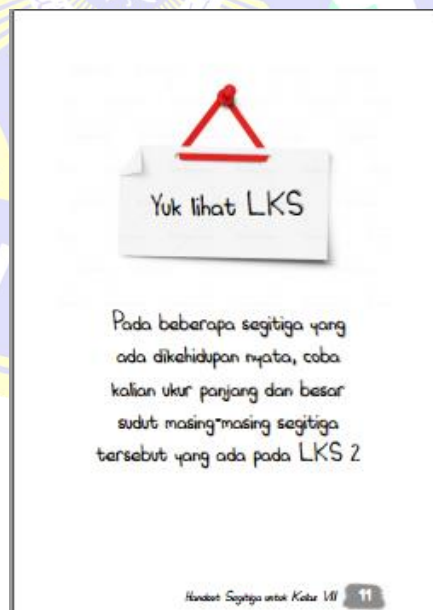 Yuk lihat LKS
Pada beberapa segitiga yang
ada dikehidupan nyata, coba
kalian ukur panjang dan besar
sudut masing-masing segitiga
tersebut yang ada pada LKS 2
Handout Segitiga untuk Kelas VII 11